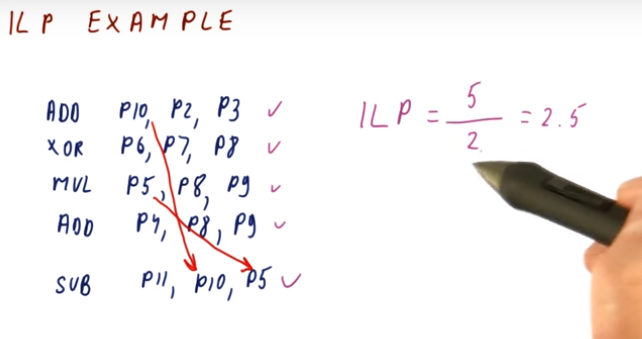 ILP EXAMPLE
ADD P10, P2, P3 ✓
XOR P6, P7, P8 ✓
MUL P5, P8, P9 ✓
ADD P4, P8, P9 ✓
SUB P11, P10, P5 ✓
ILP = 5/2 = 2.5